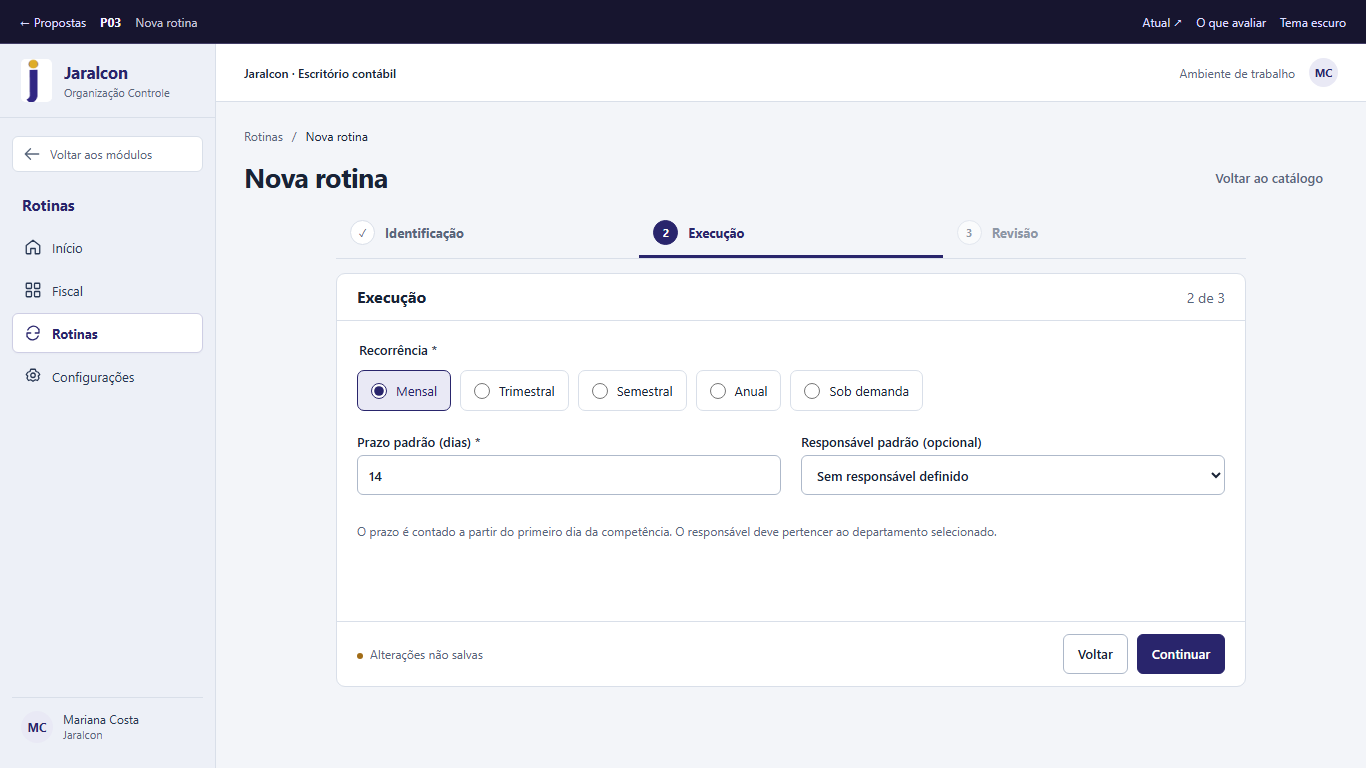 ← Propostas P03 Nova rotina Atual ↗ O que avaliar Tema escuro
j Jaralcon
Organização Controle
Jaralcon · Escritório contábil Ambiente de trabalho MC
← Voltar aos módulos
Rotinas
Início
Fiscal
Rotinas
Configurações
MC Mariana Costa
Jaralcon
Rotinas / Nova rotina
Nova rotina Voltar ao catálogo
✓ Identificação 2 Execução 3 Revisão
Execução 2 de 3
Recorrência *
Mensal Trimestral Semestral Anual Sob demanda
Prazo padrão (dias) * Responsável padrão (opcional)
14 Sem responsável definido
O prazo é contado a partir do primeiro dia da competência. O responsável deve pertencer ao departamento selecionado.
Alterações não salvas Voltar Continuar